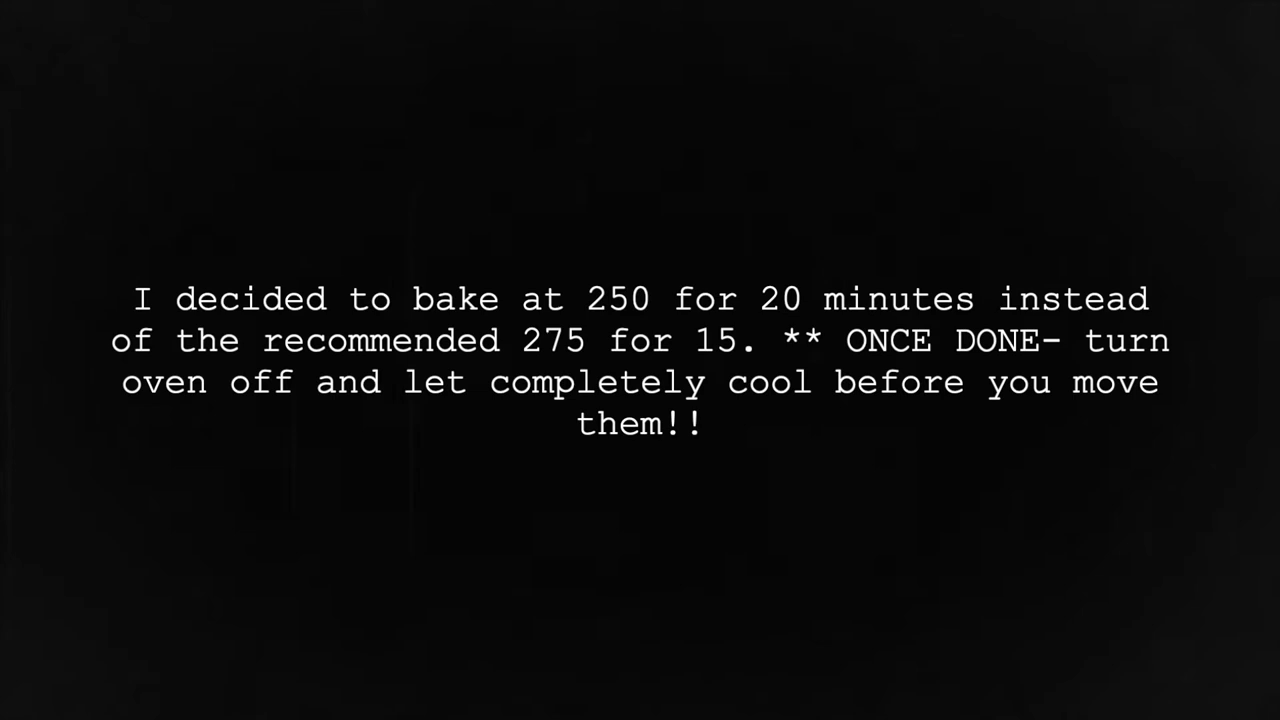 I decided to bake at 250 for 20 minutes instead
of the recommended 275 for 15. ** ONCE DONE- turn
oven off and let completely cool before you move
them!!